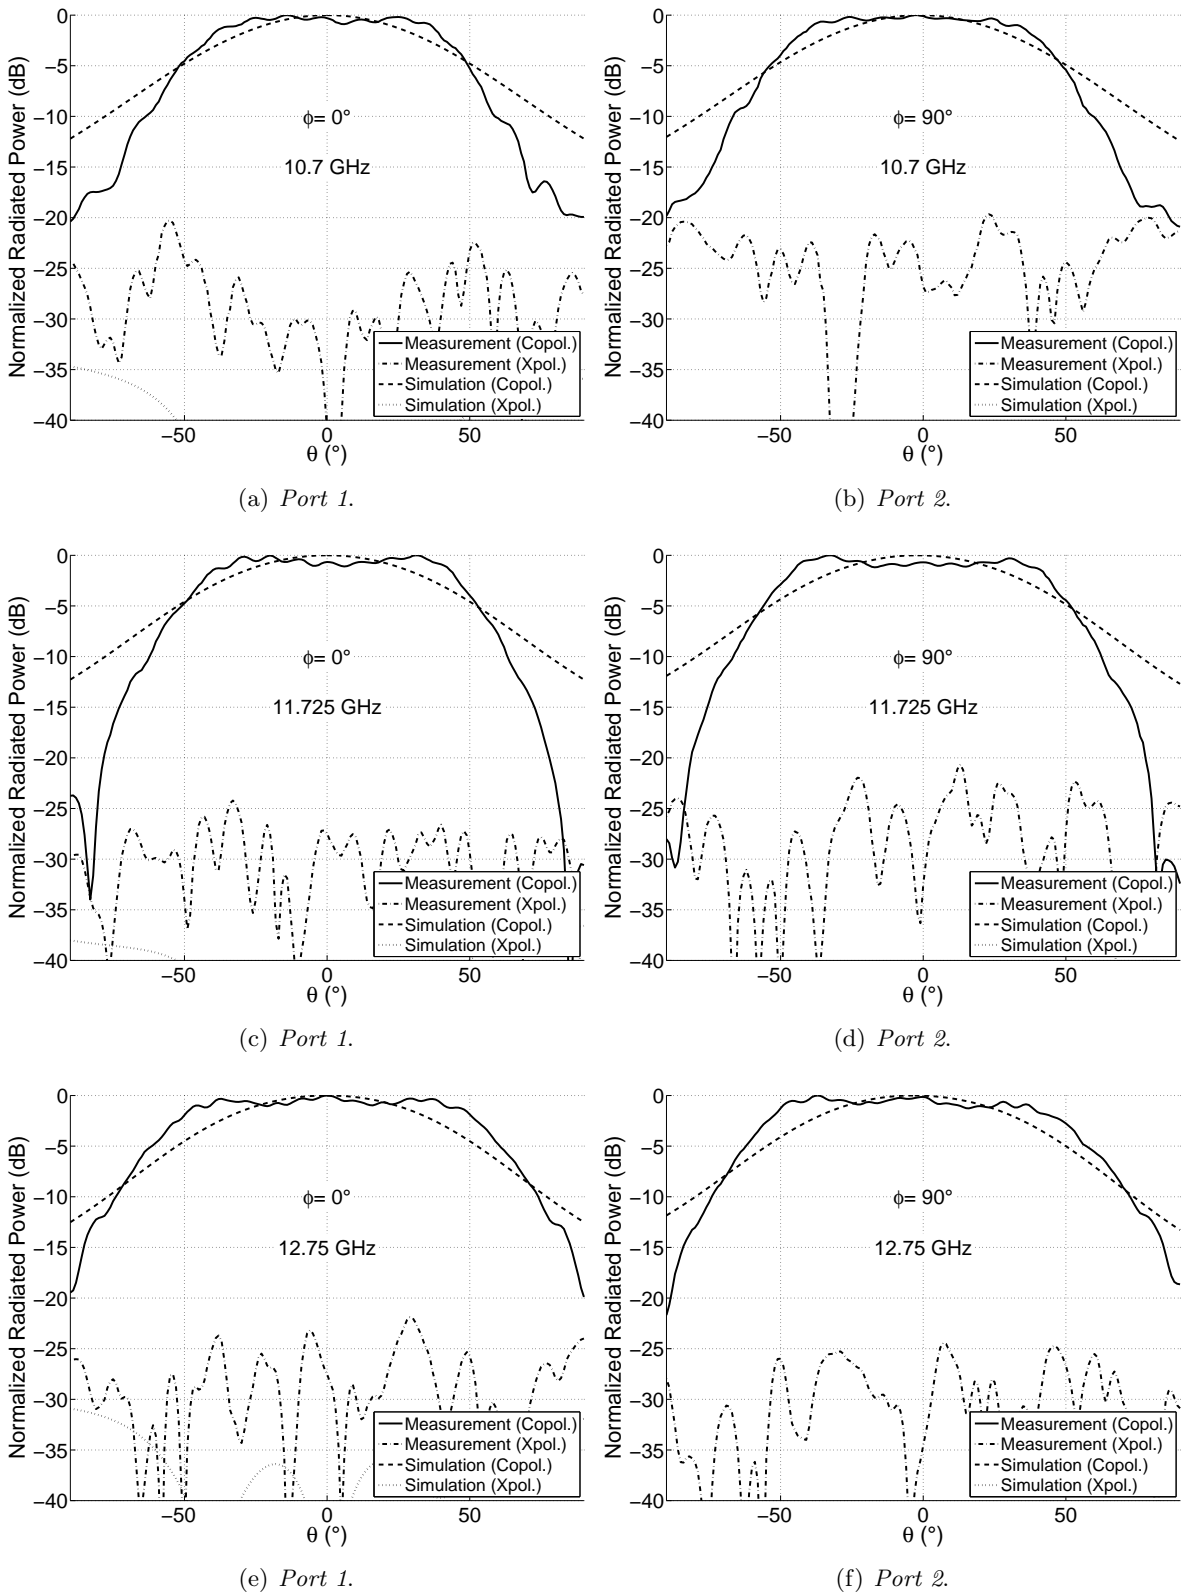 0
−5
−10
−15
−20
−25
−30
−35
−40
Normalized Radiated Power (dB)
ϕ= 0°
10.7 GHz
Measurement (Copol.)
Measurement (Xpol.)
Simulation (Copol.)
Simulation (Xpol.)
−50
0
50
θ (°)
(a) Port 1.
0
−5
−10
−15
−20
−25
−30
−35
−40
Normalized Radiated Power (dB)
ϕ= 90°
10.7 GHz
Measurement (Copol.)
Measurement (Xpol.)
Simulation (Copol.)
Simulation (Xpol.)
−50
0
50
θ (°)
(b) Port 2.
0
−5
−10
−15
−20
−25
−30
−35
−40
Normalized Radiated Power (dB)
ϕ= 0°
11.725 GHz
Measurement (Copol.)
Measurement (Xpol.)
Simulation (Copol.)
Simulation (Xpol.)
−50
0
50
θ (°)
(c) Port 1.
0
−5
−10
−15
−20
−25
−30
−35
−40
Normalized Radiated Power (dB)
ϕ= 90°
11.725 GHz
Measurement (Copol.)
Measurement (Xpol.)
Simulation (Copol.)
Simulation (Xpol.)
−50
0
50
θ (°)
(d) Port 2.
0
−5
−10
−15
−20
−25
−30
−35
−40
Normalized Radiated Power (dB)
ϕ= 0°
12.75 GHz
Measurement (Copol.)
Measurement (Xpol.)
Simulation (Copol.)
Simulation (Xpol.)
−50
0
50
θ (°)
(e) Port 1.
0
−5
−10
−15
−20
−25
−30
−35
−40
Normalized Radiated Power (dB)
ϕ= 90°
12.75 GHz
Measurement (Copol.)
Measurement (Xpol.)
Simulation (Copol.)
Simulation (Xpol.)
−50
0
50
θ (°)
(f) Port 2.